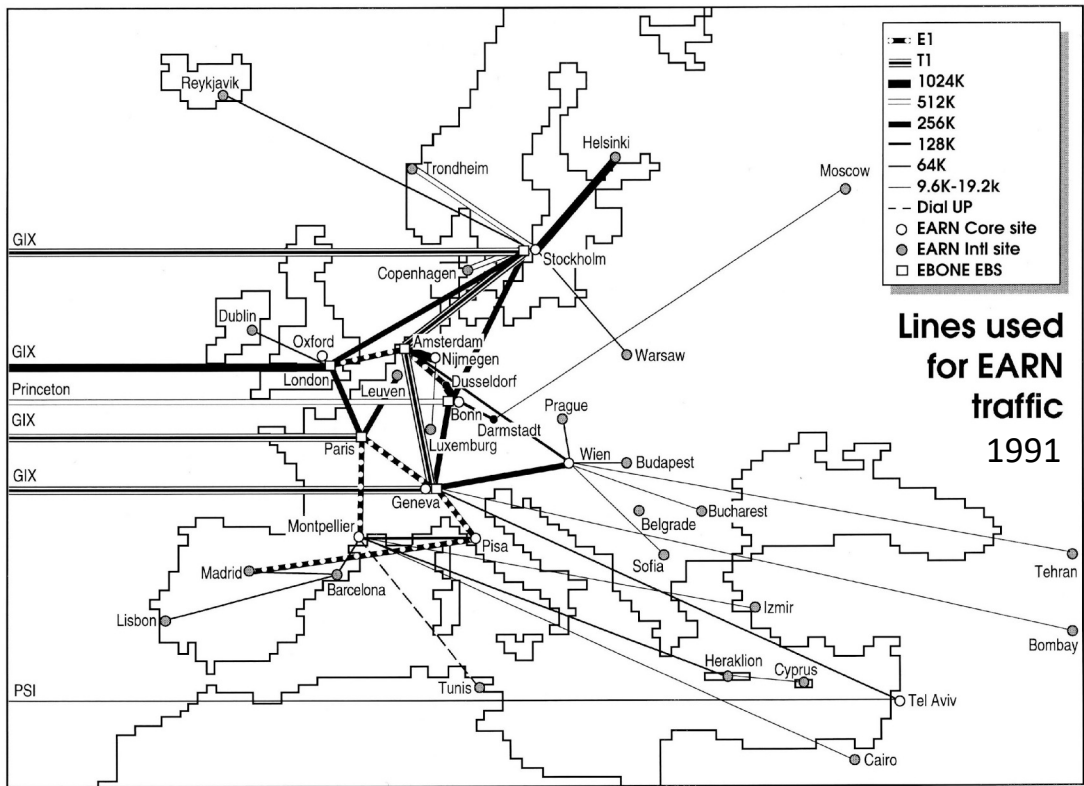 E1
T1
1024K
512K
256K
128K
64K
9.6K-19.2k
Dial UP
EARN Core site
EARN Intl site
EBONE EBS
Lines used
for EARN
traffic
1991
Reykjavik
Trondheim
Helsinki
Moscow
GIX
Stockholm
Copenhagen
Dublin
Oxford
Amsterdam
Nijmegen
Warsaw
GIX
London
Leuven
Dusseldorf
Princeton
Bonn
Darmstadt
Prague
GIX
Paris
Luxemburg
Wien
Budapest
GIX
Geneva
Belgrade
Bucharest
Montpellier
Pisa
Sofia
Tehran
Madrid
Barcelona
Izmir
Lisbon
Bombay
Heraklion
Cyprus
PSI
Tunis
Tel Aviv
Cairo